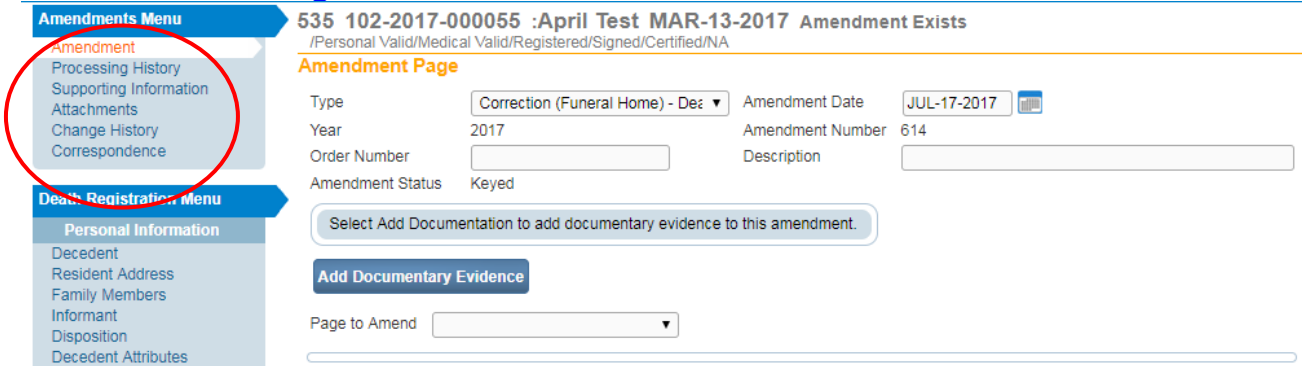 Amendments Menu
Amendment
Processing History
Supporting Information
Attachments
Change History
Correspondence
Death Registration Menu
Personal Information
Decedent
Resident Address
Family Members
Informant
Disposition
Decedent Attributes
535 102-2017-000055 :April Test MAR-13-2017 Amendment Exists
/Personal Valid/Medical Valid/Registered/Signed/Certified/NA
Amendment Page
Type Correction (Funeral Home) - Dea Amendment Date JUL-17-2017
Year 2017 Amendment Number 614
Order Number Description
Amendment Status Keyed
Select Add Documentation to add documentary evidence to this amendment.
Add Documentary Evidence
Page to Amend